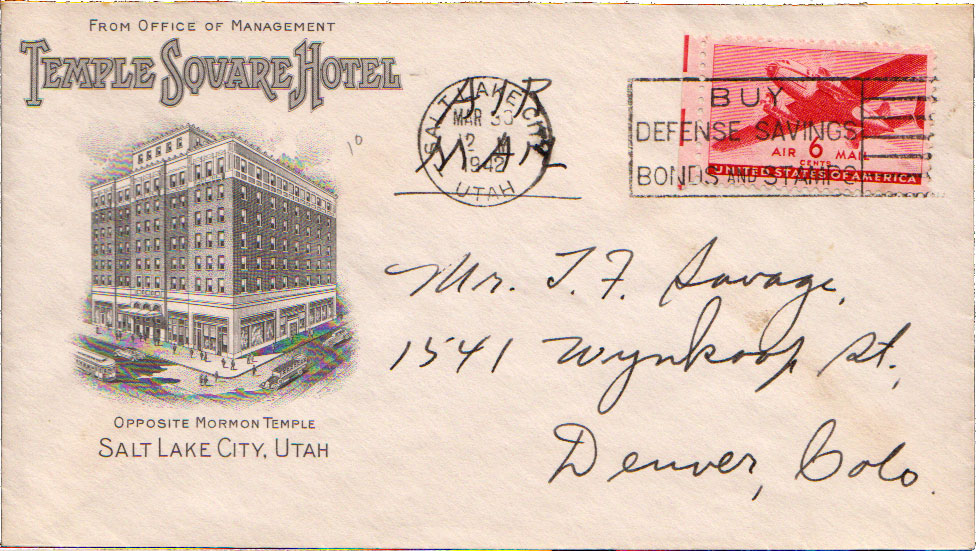 FROM OFFICE OF MANAGEMENT
TEMPLE SQUARE HOTEL
OPPOSITE MORMON TEMPLE
SALT LAKE CITY, UTAH
10
AIR
MAIL
SALT LAKE CITY
MAR 30
12 M
1942
UTAH
BUY
DEFENSE SAVINGS
BONDS AND STAMPS
AIR 6 MAIL
CENTS
UNITED STATES OF AMERICA
Mr. T. F. Savage,
1541 Wynkoop St.,
Denver, Colo.